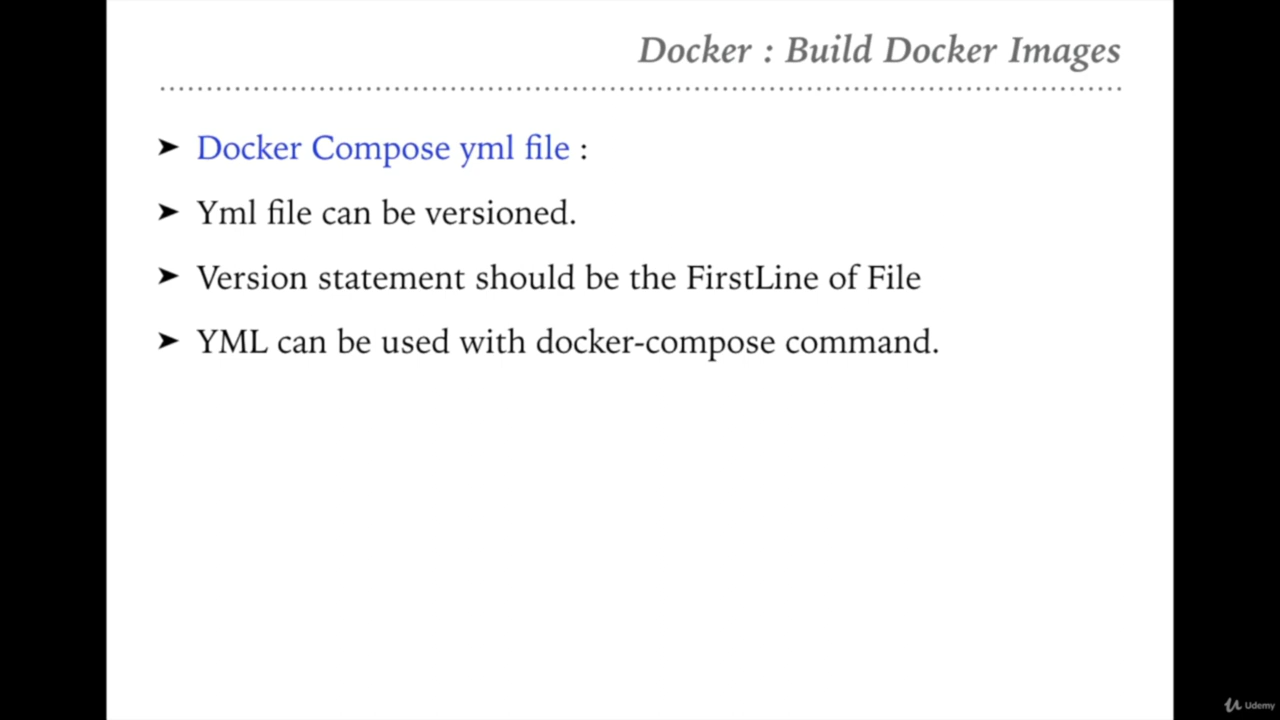 Docker : Build Docker Images
➤ Docker Compose yml file :
➤ Yml file can be versioned.
➤ Version statement should be the FirstLine of File
➤ YML can be used with docker-compose command.
Udemy